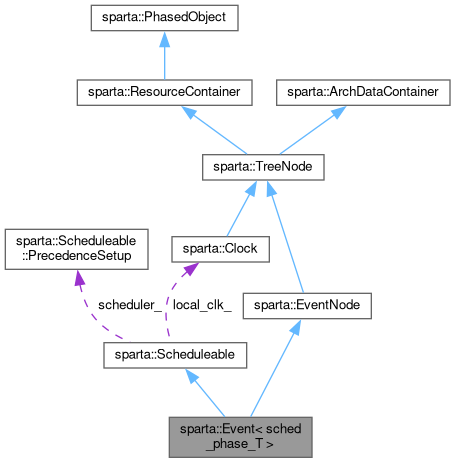 sparta::PhasedObject
sparta::ResourceContainer
sparta::ArchDataContainer
sparta::TreeNode
sparta::Scheduleable
::PrecedenceSetup
sparta::Clock
scheduler_
local_clk_
sparta::EventNode
sparta::Scheduleable
sparta::Event< sched
_phase_T >